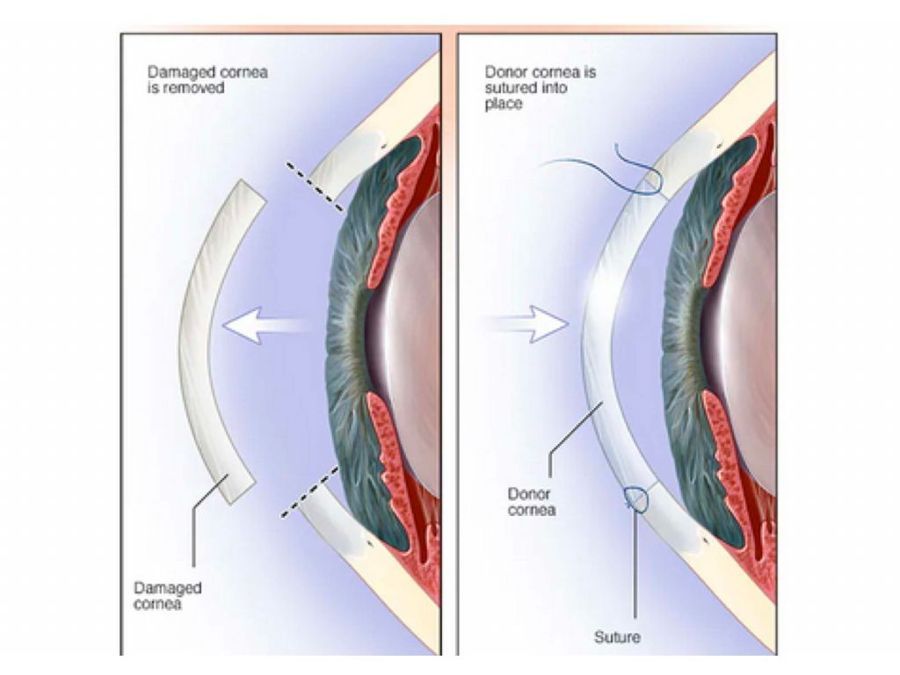 Damaged cornea
is removed
Damaged
cornea
Donor cornea is
sutured into
place
Donor
cornea
Suture